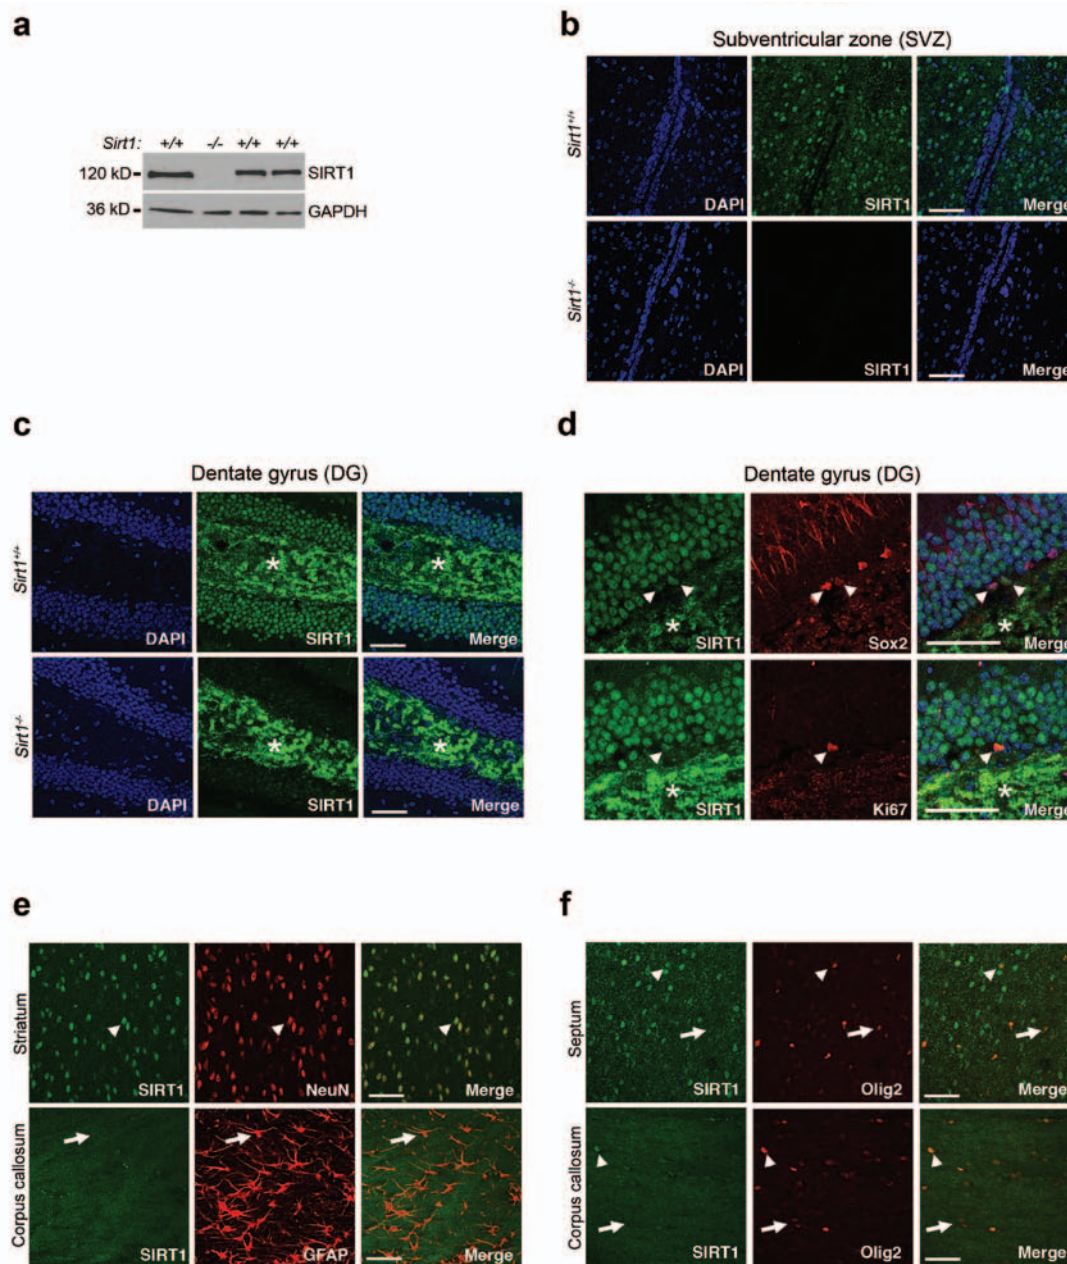 a
Sirt1: +/+ -/- +/+ +/+
120 kD SIRT1
36 kD GAPDH
b
Subventricular zone (SVZ)
Sirt1+/+
DAPI SIRT1 Merge
Sirt1-/-
DAPI SIRT1 Merge
c
Dentate gyrus (DG)
Sirt1+/+
* *
DAPI SIRT1 Merge
Sirt1-/-
* *
DAPI SIRT1 Merge
d
Dentate gyrus (DG)
* *
SIRT1 Sox2 Merge
* *
SIRT1 Ki67 Merge
e
Striatum
SIRT1 NeuN Merge
Corpus callosum
SIRT1 GFAP Merge
f
Septum
SIRT1 Olig2 Merge
Corpus callosum
SIRT1 Olig2 Merge